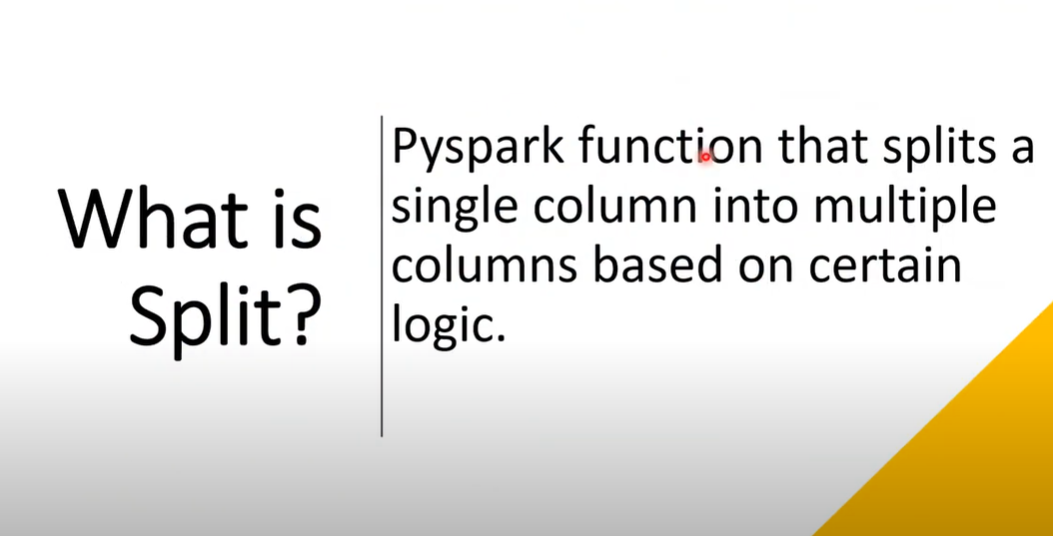 What is
Split?
Pyspark function that splits a
single column into multiple
columns based on certain
logic.